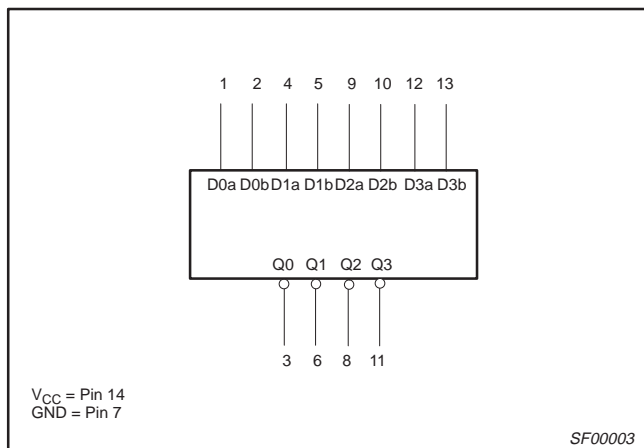 1 2 4 5 9 10 12 13
D0a D0b D1a D1b D2a D2b D3a D3b
Q0 Q1 Q2 Q3
3 6 8 11
VCC = Pin 14
GND = Pin 7
SF00003